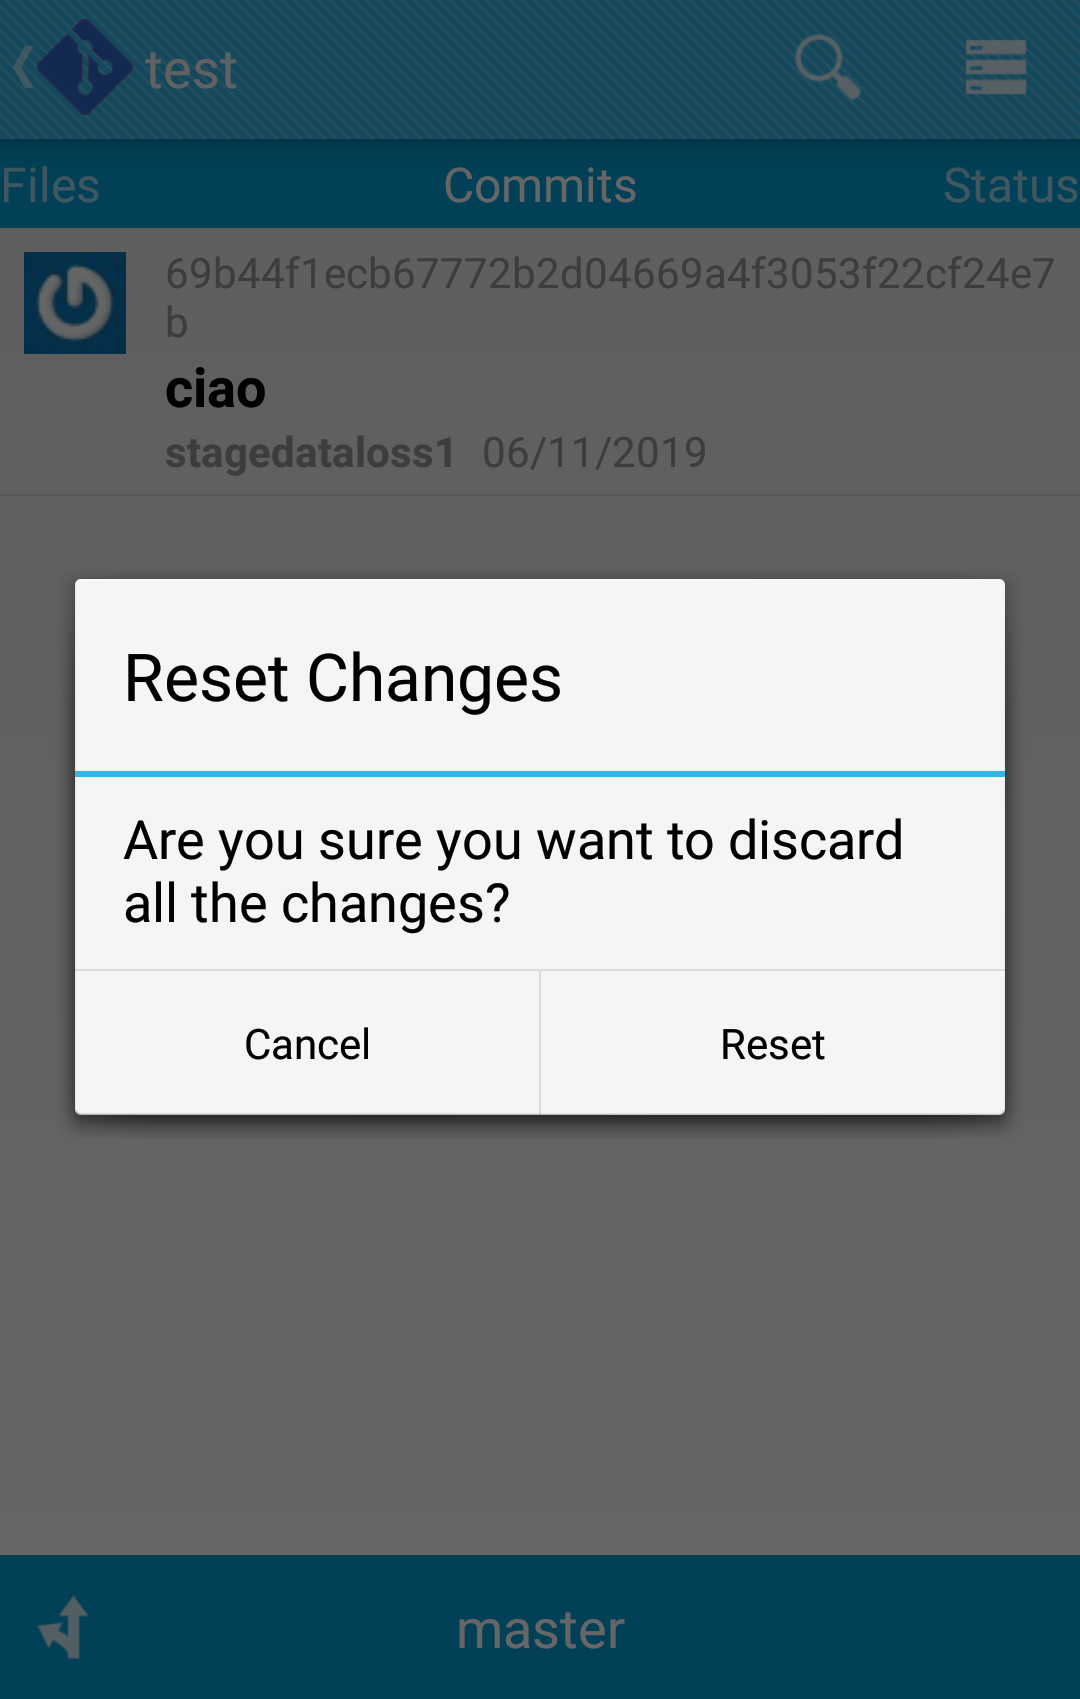 test
Files Commits Status
69b44f1ecb67772b2d04669a4f3053f22cf24e7
b
ciao
stagedataloss1 06/11/2019
Reset Changes
Are you sure you want to discard
all the changes?
Cancel Reset
master